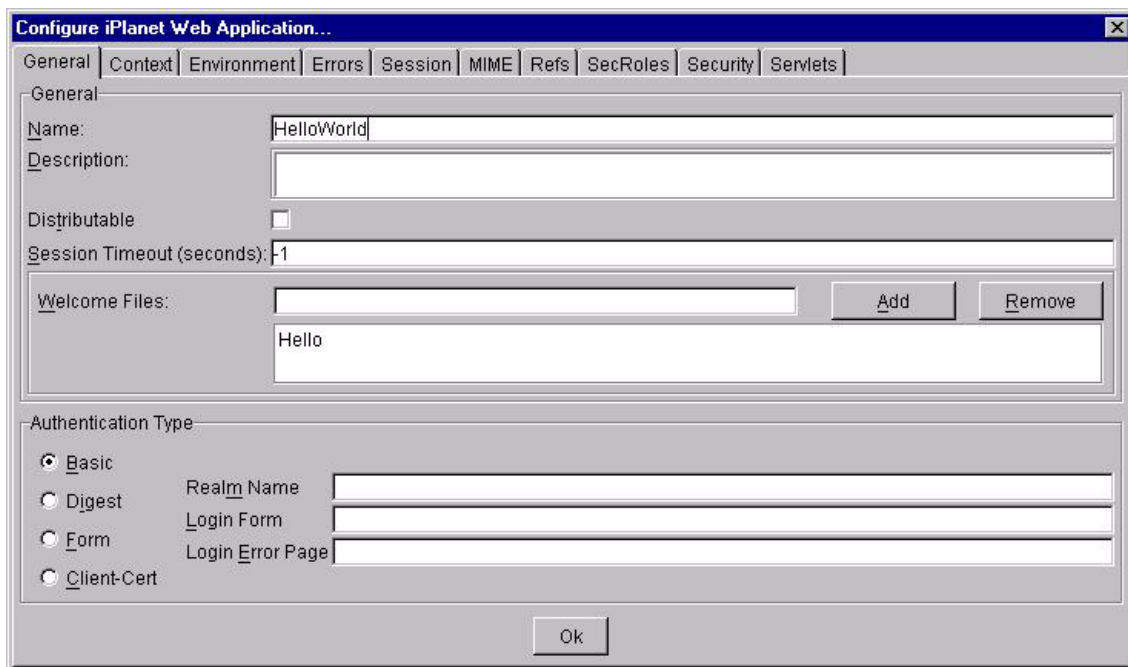 Configure iPlanet Web Application...
General Context Environment Errors Session MIME Refs SecRoles Security Servlets
General
Name: HelloWorld
Description:
Distributable
Session Timeout (seconds): -1
Welcome Files: Add Remove
Hello
Authentication Type
Basic
Realm Name
Digest
Login Form
Form
Login Error Page
Client-Cert
Ok